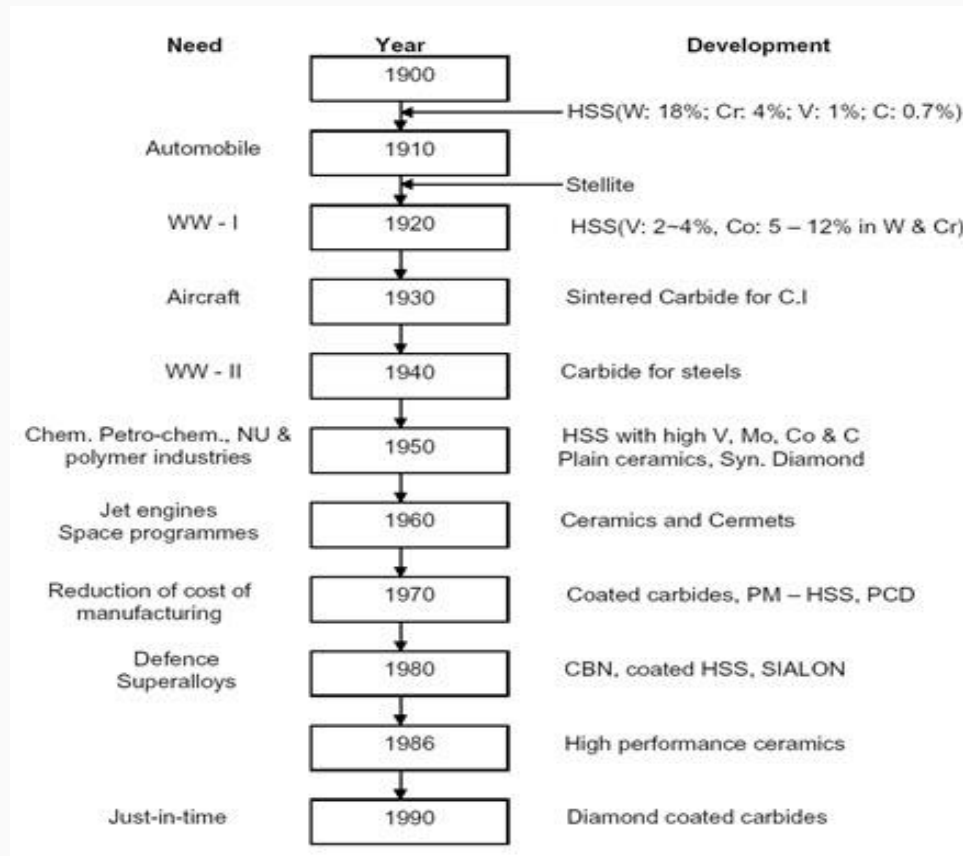 Need Year Development
1900
HSS(W: 18%; Cr: 4%; V: 1%; C: 0.7%)
Automobile 1910
Stellite
WW - I 1920 HSS(V: 2~4%, Co: 5 – 12% in W & Cr)
Aircraft 1930 Sintered Carbide for C.I
WW - II 1940 Carbide for steels
Chem. Petro-chem., NU &
polymer industries
1950
HSS with high V, Mo, Co & C
Plain ceramics, Syn. Diamond
Jet engines
Space programmes
1960
Ceramics and Cermets
Reduction of cost of
manufacturing
1970
Coated carbides, PM – HSS, PCD
Defence
Superalloys
1980
CBN, coated HSS, SIALON
1986 High performance ceramics
Just-in-time 1990 Diamond coated carbides